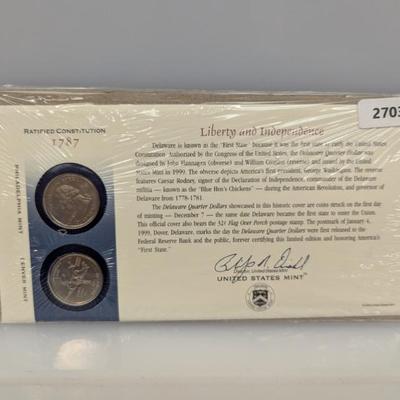 2703
RATIFIED CONSTITUTION
1787
PHILADELPHIA MINT
DENVER MINT
Liberty and Independence
Delaware is known as the "First State" because it was the first state to ratify the United States
Constitution. Authorized by the Congress of the United States, the Delaware Quarter Dollar was
designed by John Flannagan (obverse) and William Cousins (reverse) and issued by the United
States Mint in 1999. The obverse depicts America's first president, George Washington. The reverse
features Caesar Rodney, signer of the Declaration of Independence, commander of the Delaware
militia — known as the "Blue Hen's Chickens" — during the American Revolution, and governor of
Delaware from 1778-1781.
The Delaware Quarter Dollars showcased in this historic cover are coins struck on the first day
of minting — December 7 — the same date Delaware became the first state to enter the Union.
This official cover also bears the 32¢ Flag Over Porch postage stamp. The postmark of January 4,
1999, Dover, Delaware, marks the day the Delaware Quarter Dollars were first released to the
Federal Reserve Bank and the public, forever certifying this limited edition and honoring America's
"First State."
Director, United States Mint
UNITED STATES MINT